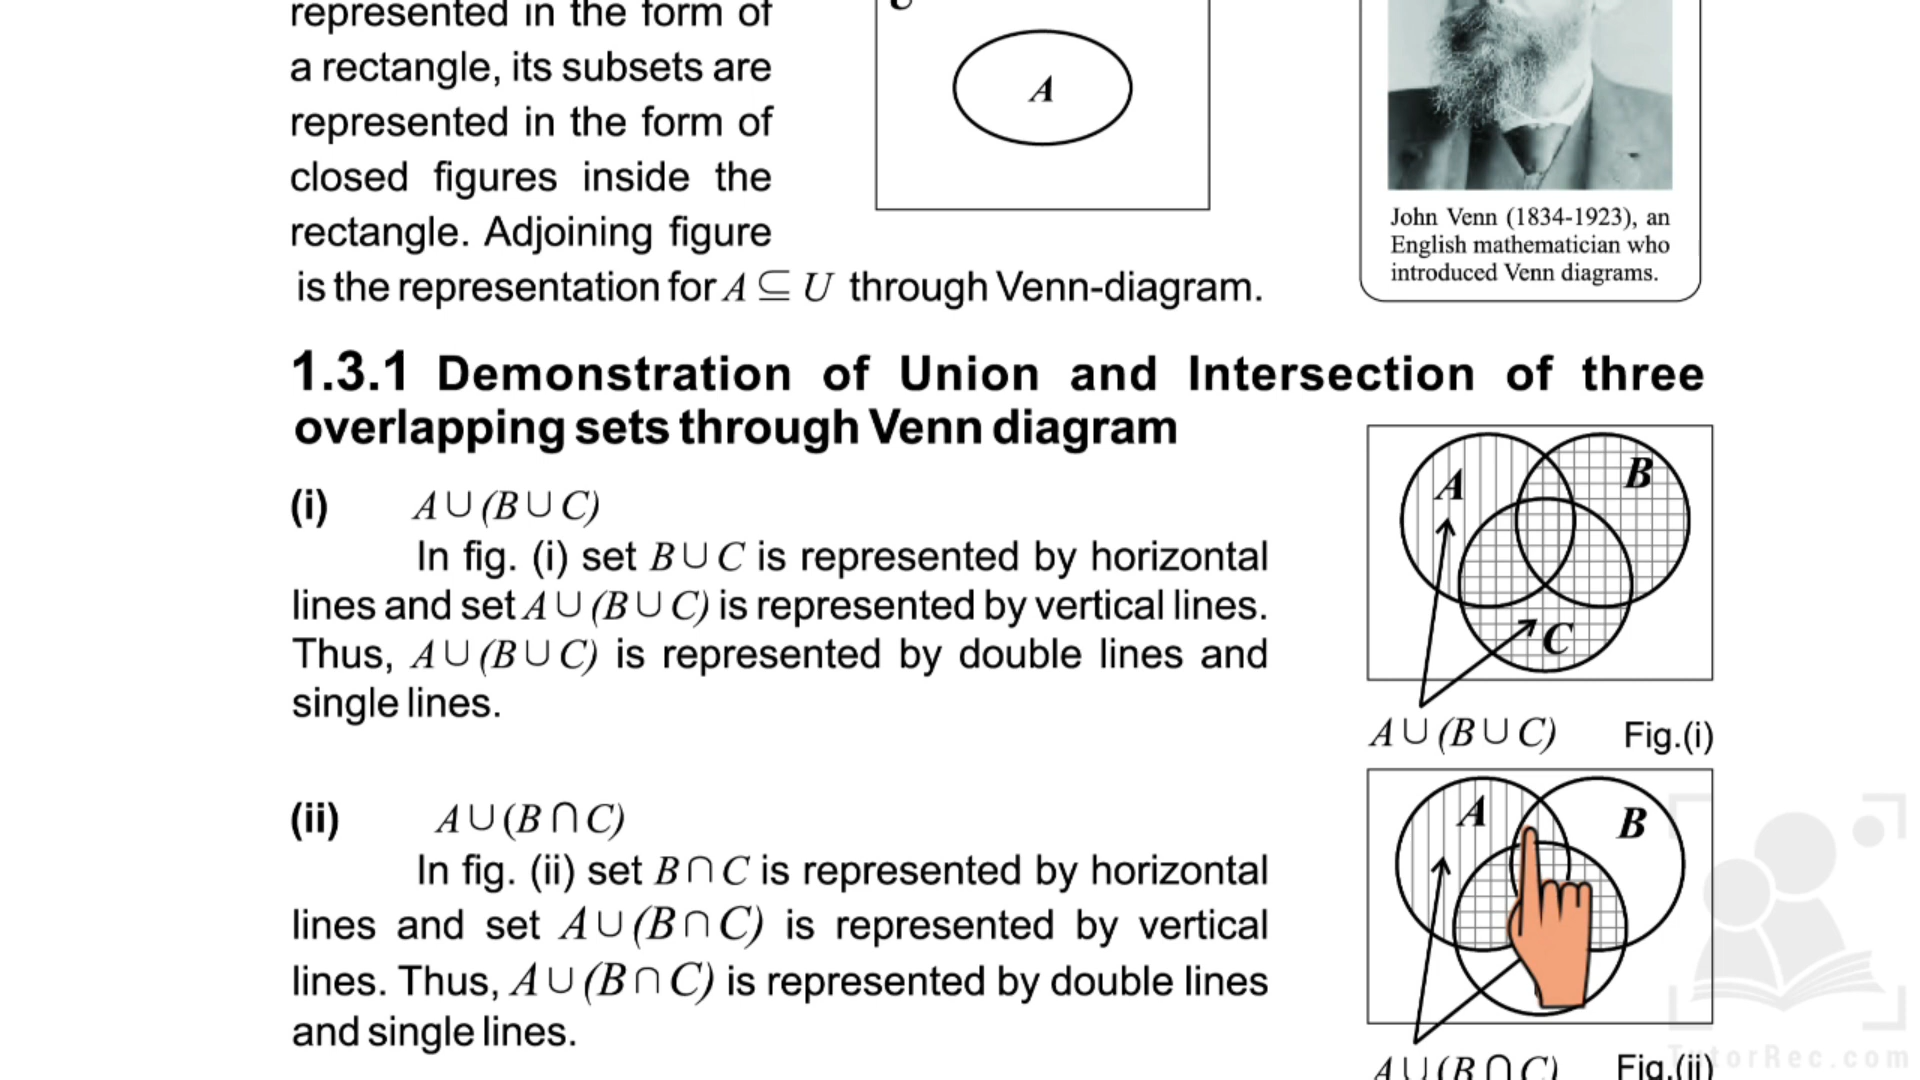 represented in the form of
a rectangle, its subsets are
represented in the form of
closed figures inside the
rectangle. Adjoining figure
is the representation for A ⊆ U through Venn-diagram.
U
A
John Venn (1834-1923), an
English mathematician who
introduced Venn diagrams.
1.3.1 Demonstration of Union and Intersection of three
overlapping sets through Venn diagram
(i) A∪(B∪C)
In fig. (i) set B∪C is represented by horizontal
lines and set A∪(B∪C) is represented by vertical lines.
Thus, A∪(B∪C) is represented by double lines and
single lines.
A
B
C
A∪(B∪C) Fig.(i)
(ii) A∪(B∩C)
In fig. (ii) set B∩C is represented by horizontal
lines and set A∪(B∩C) is represented by vertical
lines. Thus, A∪(B∩C) is represented by double lines
and single lines.
A
B
A∪(B∩C) Fig.(ii)
TutorRec.com